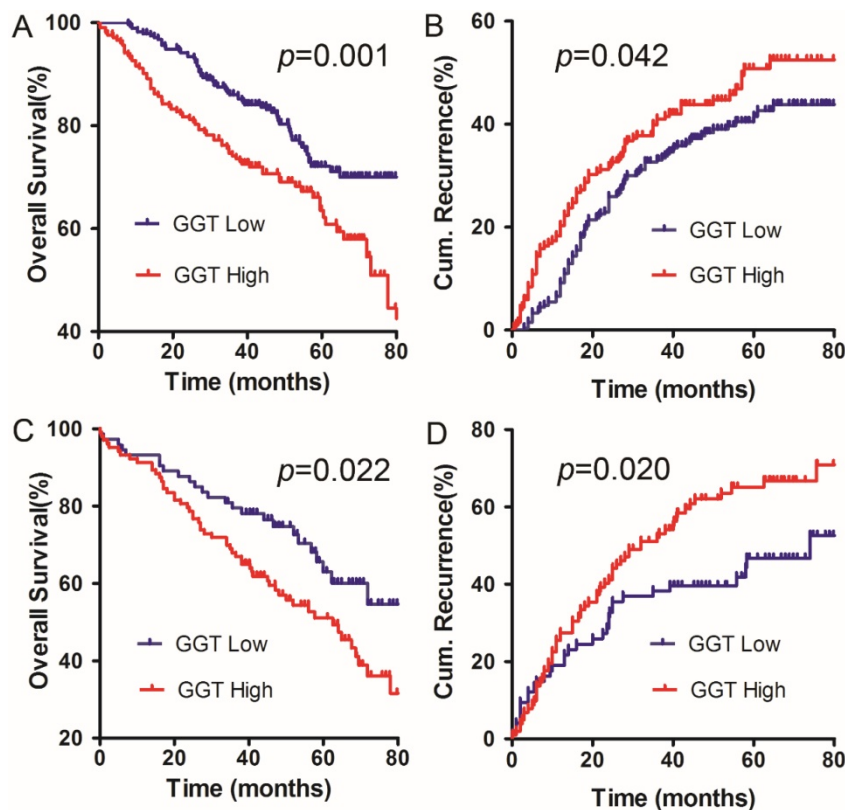 A
p=0.001
Overall Survival(%)
100
80
60
40
GGT Low
GGT High
0 20 40 60 80
Time (months)
B
p=0.042
Cum. Recurrence(%)
60
40
20
0
GGT Low
GGT High
0 20 40 60 80
Time (months)
C
p=0.022
Overall Survival(%)
100
80
60
40
20
GGT Low
GGT High
0 20 40 60 80
Time (months)
D
p=0.020
Cum. Recurrence(%)
80
60
40
20
0
GGT Low
GGT High
0 20 40 60 80
Time (months)